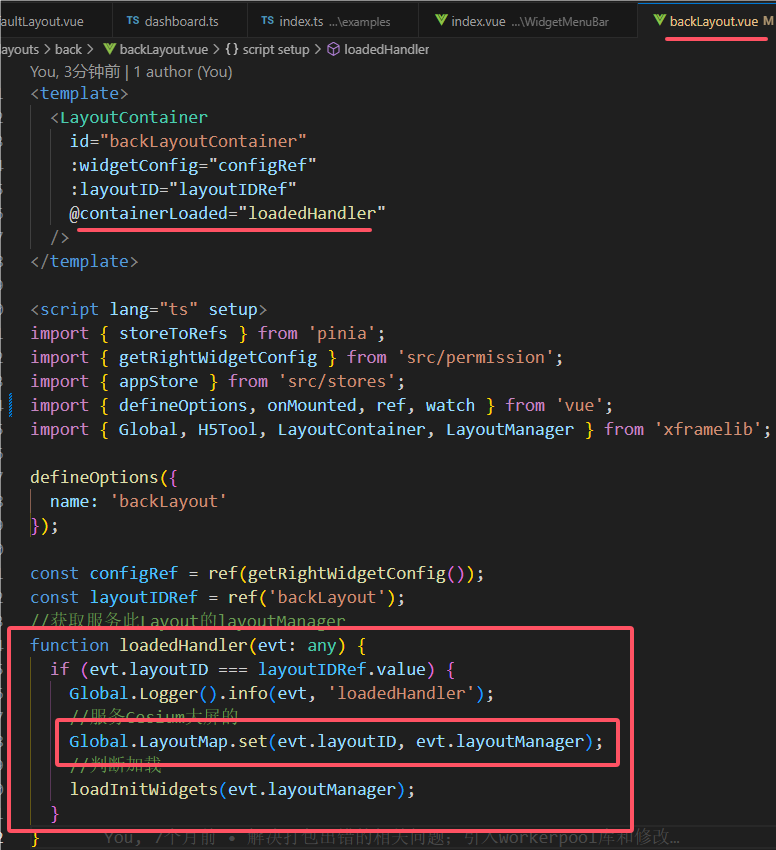 aultLayout.vue
TS dashboard.ts
TS index.ts ...\examples
index.vue ...\WidgetMenuBar
backLayout.vue M
ayouts > back > backLayout.vue > {} script setup > loadedHandler
You, 3分钟前 | 1 author (You)
<template>
<LayoutContainer
id="backLayoutContainer"
:widgetConfig="configRef"
:layoutID="layoutIDRef"
@containerLoaded="loadedHandler"
/>
</template>
<script lang="ts" setup>
import { storeToRefs } from 'pinia';
import { getRightWidgetConfig } from 'src/permission';
import { appStore } from 'src/stores';
import { defineOptions, onMounted, ref, watch } from 'vue';
import { Global, H5Tool, LayoutContainer, LayoutManager } from 'xframelib';
defineOptions({
name: 'backLayout'
});
const configRef = ref(getRightWidgetConfig());
const layoutIDRef = ref('backLayout');
//获取服务此Layout的layoutManager
function loadedHandler(evt: any) {
if (evt.layoutID === layoutIDRef.value) {
Global.Logger().info(evt, 'loadedHandler');
//服务Cesium大屏的
Global.LayoutMap.set(evt.layoutID, evt.layoutManager);
//判断加载
loadInitWidgets(evt.layoutManager);
}
} You, 7个月前 • 解决打包出错的相关问题；引入workerpool库和修改…